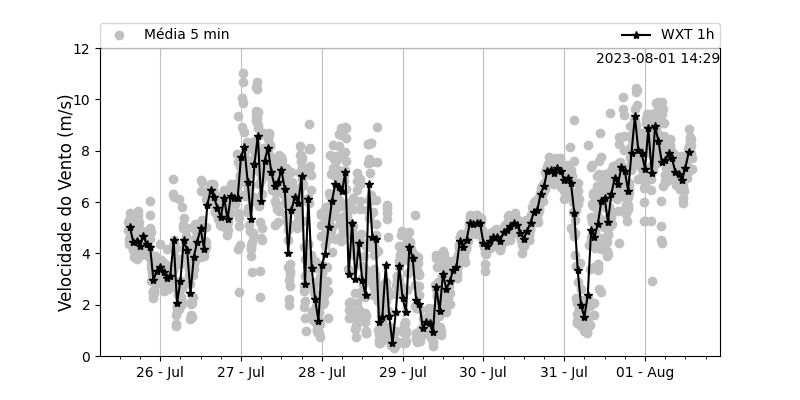 Média 5 min
WXT 1h
2023-08-01 14:29
Velocidade do Vento (m/s)
12
10
8
6
4
2
0
26 - Jul
27 - Jul
28 - Jul
29 - Jul
30 - Jul
31 - Jul
01 - Aug